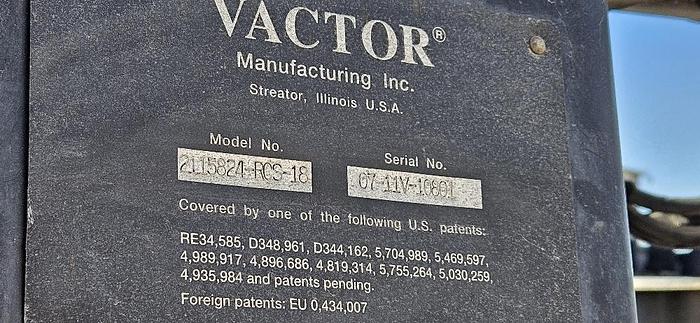 VACTOR®
Manufacturing Inc.
Streator, Illinois U.S.A.
Model No.
2115824-RCS-18
Serial No.
07-11V-10801
Covered by one of the following U.S. patents:
RE34,585, D348,961, D344,162, 5,704,989, 5,469,597,
4,989,917, 4,896,686, 4,819,314, 5,755,264, 5,030,259,
4,935,984 and patents pending.
Foreign patents: EU 0,434,007